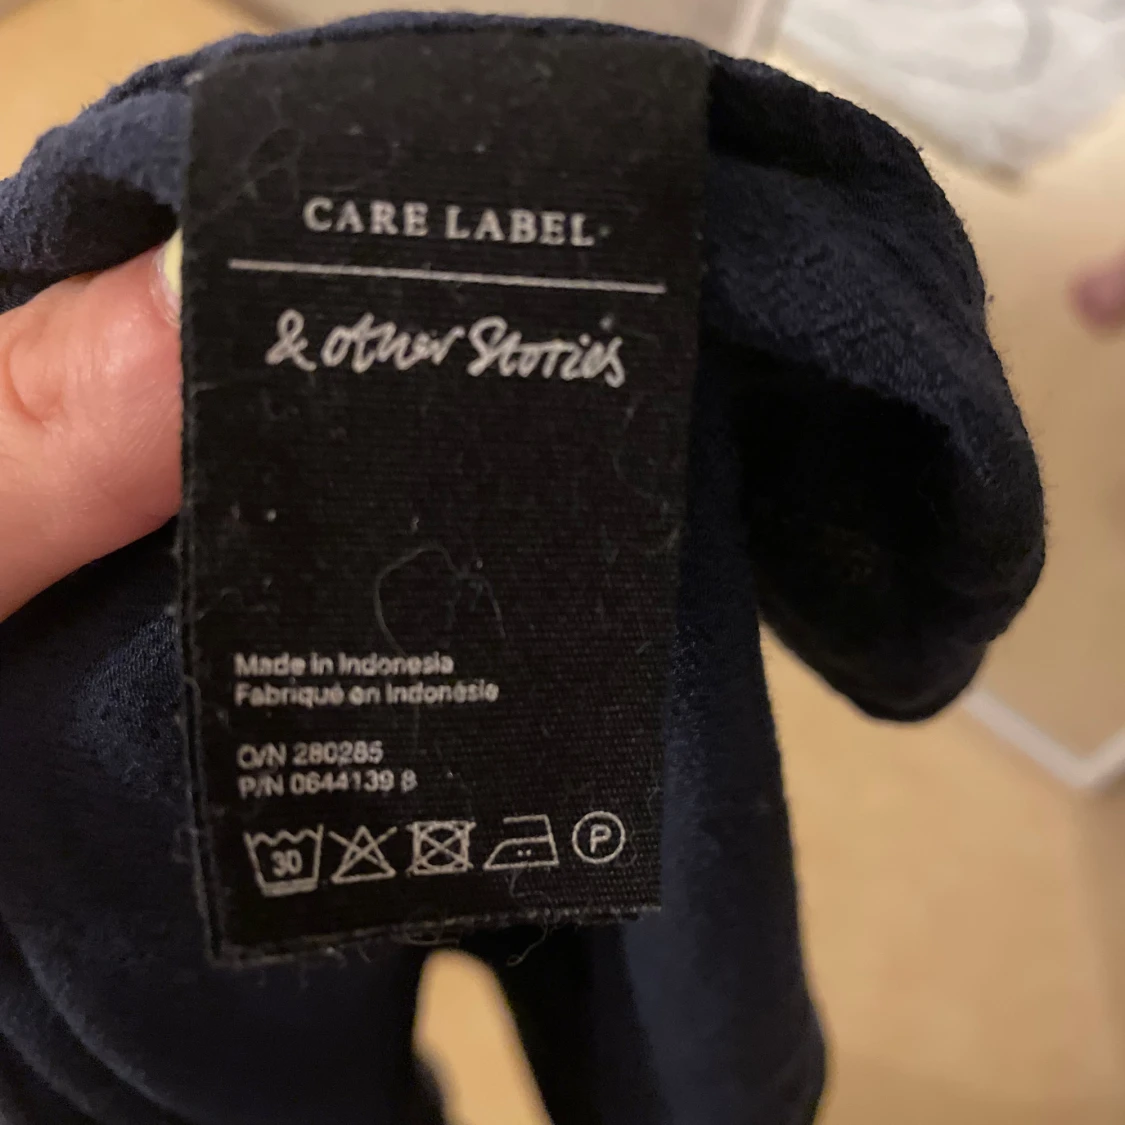 CARE LABEL
& other Stories
Made in Indonesia
Fabriqué en Indonésie
O/N 280285
P/N 0644139 8
30
P